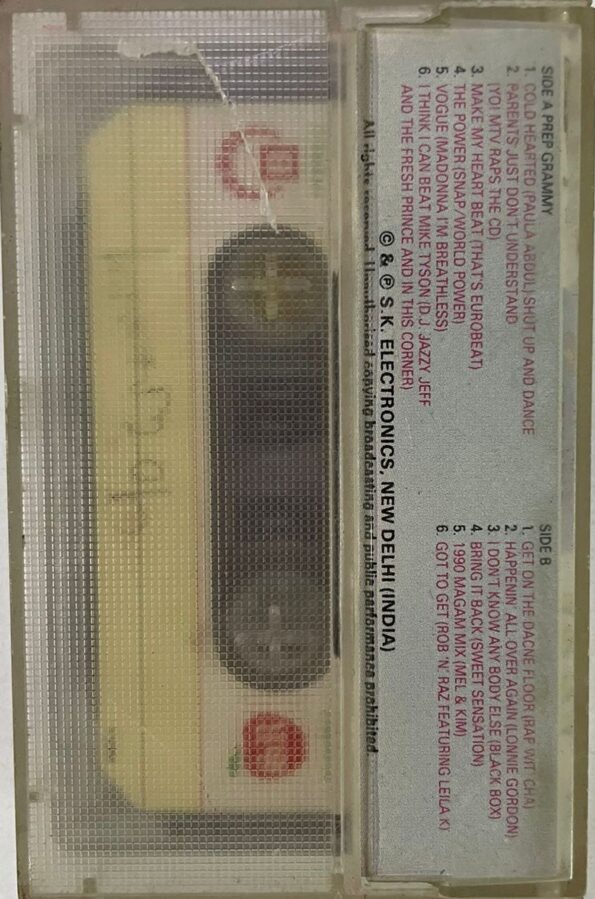 SIDE A PREP GRAMMY
1. COLD HEARTED (PAULA ABDUL) SHUT UP AND DANCE
2. PARENTS JUST DON'T UNDERSTAND
(YO! MTV RAPS THE CD)
3. MAKE MY HEART BEAT (THAT'S EUROBEAT)
4. THE POWER (SNAP/WORLD POWER)
5. VOGUE (MADONNA I'M BREATHLESS)
6. I THINK I CAN BEAT MIKE TYSON (D.J. JAZZY JEFF
AND THE FRESH PRINCE AND IN THIS CORNER)
SIDE B
1. GET ON THE DACNE FLOOR (RAP WIT CHA)
2. HAPPENIN' ALL OVER AGAIN (LONNIE GORDON)
3. I DON'T KNOW ANY BODY ELSE (BLACK BOX)
4. BRING IT BACK (SWEET SENSATION)
5. 1990 MAGAM MIX (MEL & KIM)
6. GOT TO GET (ROB 'N' RAZ FEATURING LEILA K)
© & ℗ S.K. ELECTRONICS, NEW DELHI (INDIA)
All rights reserved. Unauthorised copying broadcasting and public performance prohibited.